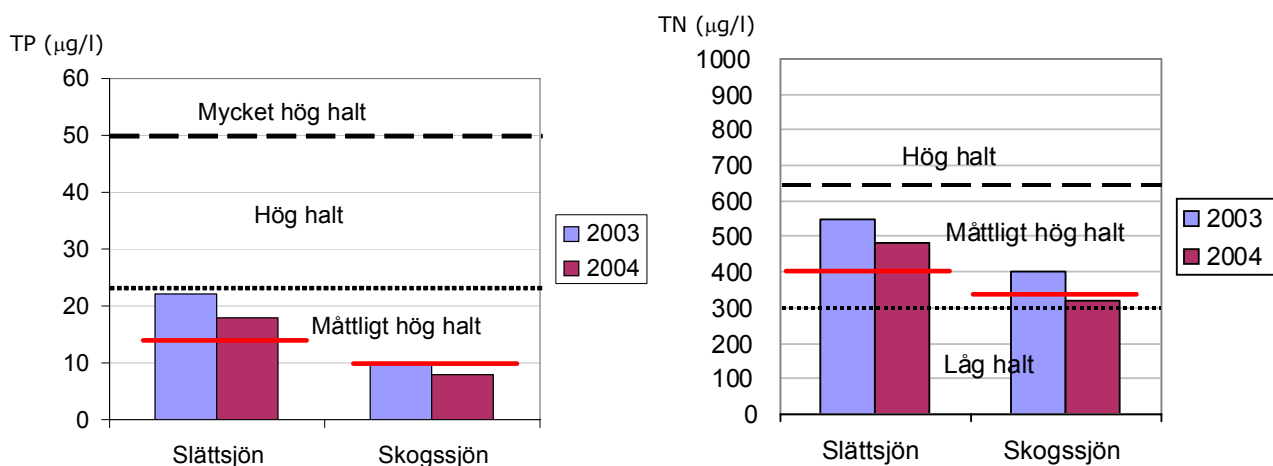 TP (µg/l)
60
50
40
30
20
10
0
Mycket hög halt
Hög halt
Måttligt hög halt
Slättsjön
Skogssjön
2003
2004
TN (µg/l)
1000
900
800
700
600
500
400
300
200
100
0
Hög halt
Måttligt hög halt
Låg halt
Slättsjön
Skogssjön
2003
2004